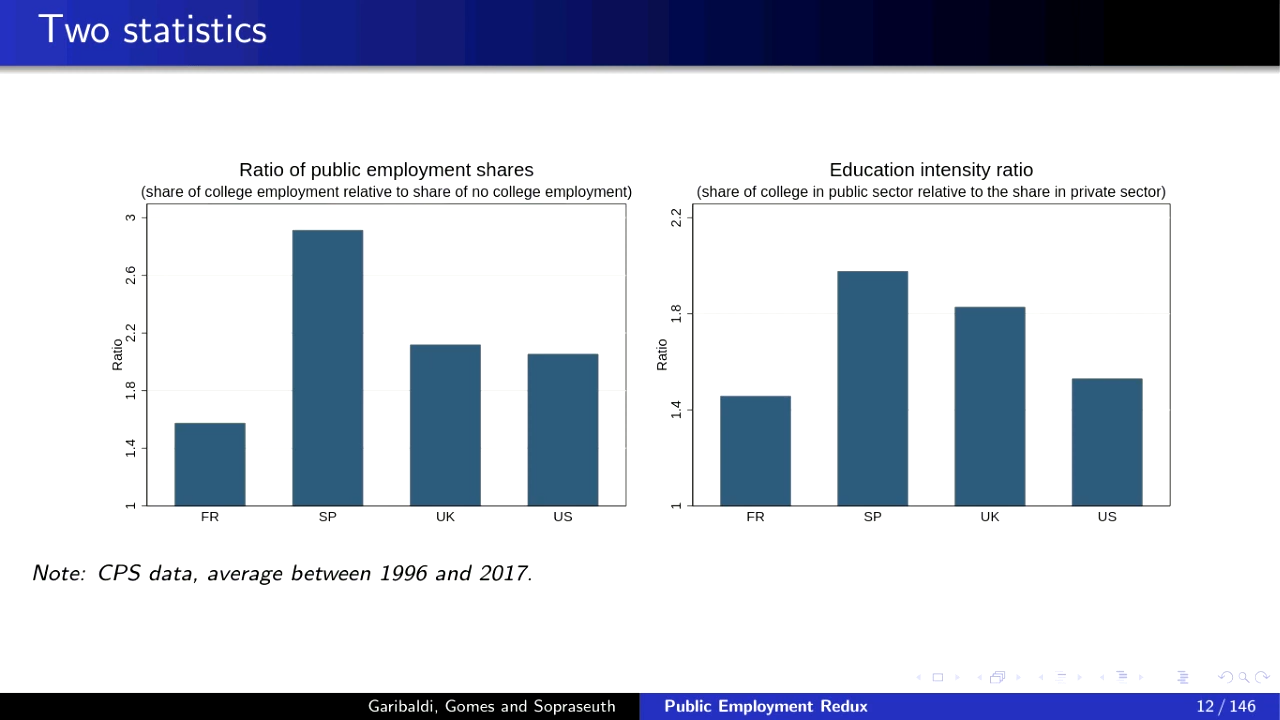 Two statistics
Ratio of public employment shares
(share of college employment relative to share of no college employment)
Ratio
3
2.6
2.2
1.8
1.4
1
FR SP UK US
Education intensity ratio
(share of college in public sector relative to the share in private sector)
Ratio
2.2
1.8
1.4
1
FR SP UK US
Note: CPS data, average between 1996 and 2017.
Garibaldi, Gomes and Sopraseuth Public Employment Redux 12 / 146